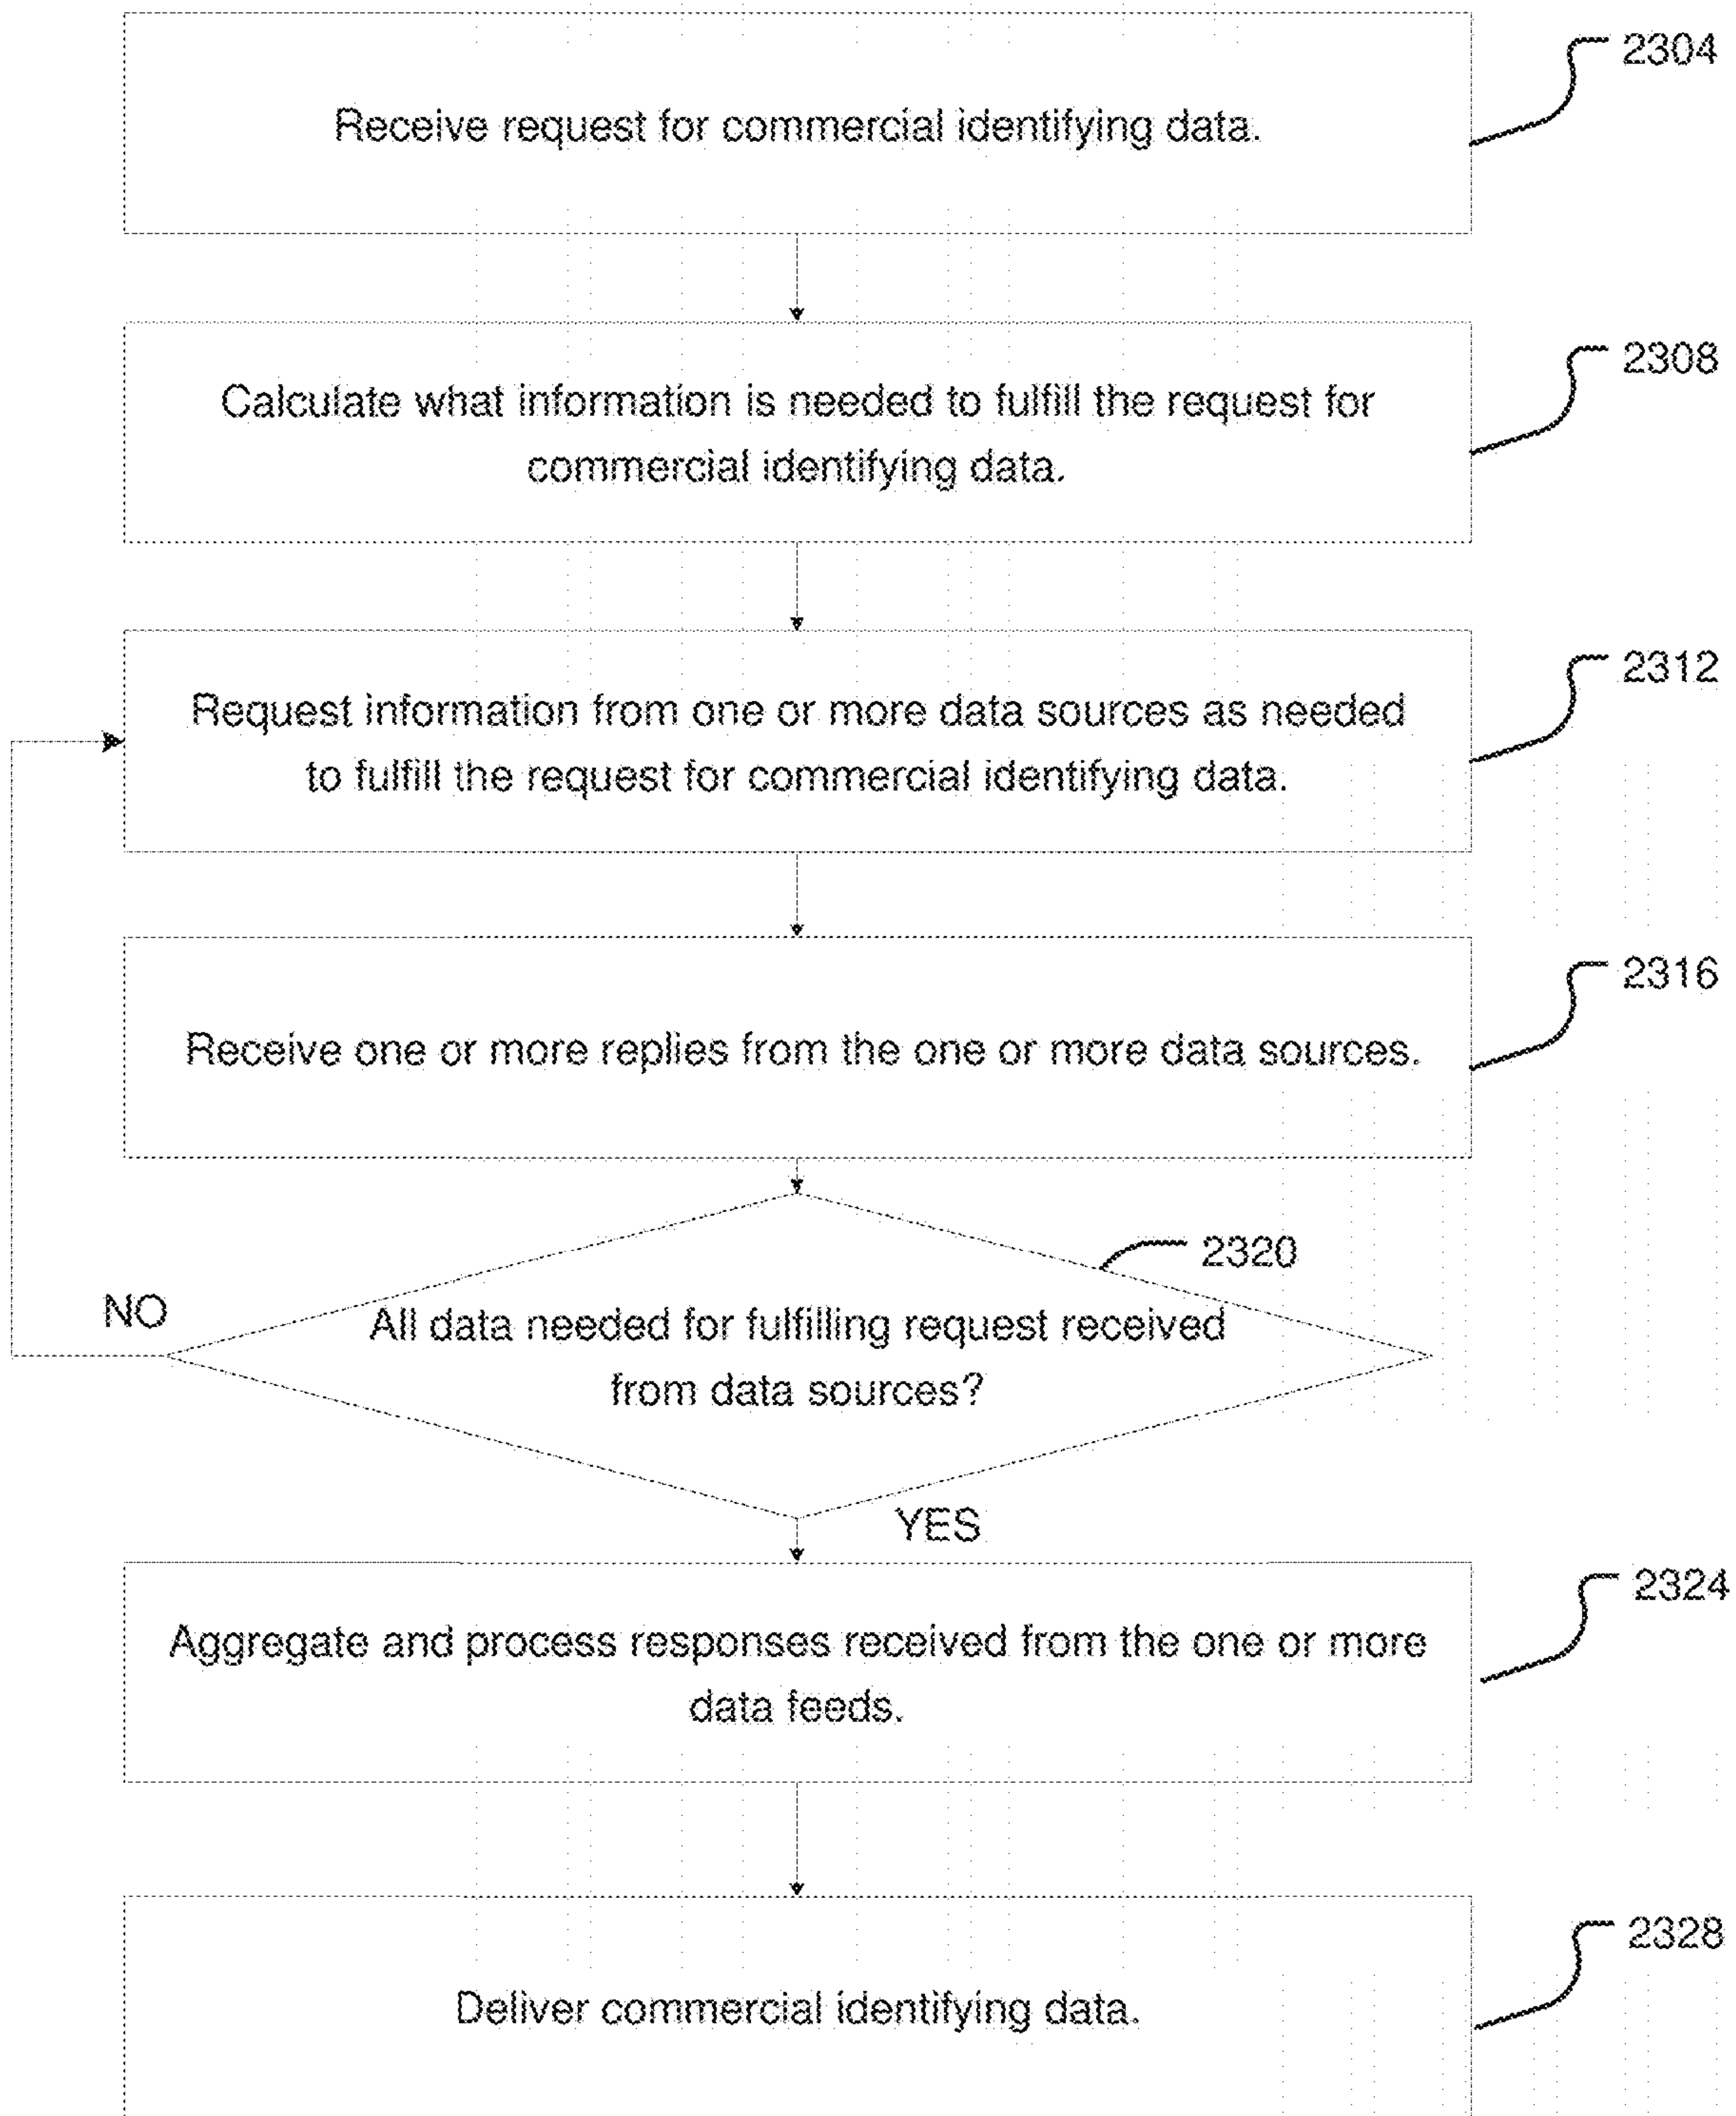 2304
Receive request for commercial identifying data.
2308
Calculate what information is needed to fulfill the request for
commercial identifying data.
2312
Request information from one or more data sources as needed
to fulfill the request for commercial identifying data.
2316
Receive one or more replies from the one or more data sources.
2320
NO
All data needed for fulfilling request received
from data sources?
YES
2324
Aggregate and process responses received from the one or more
data feeds.
2328
Deliver commercial identifying data.